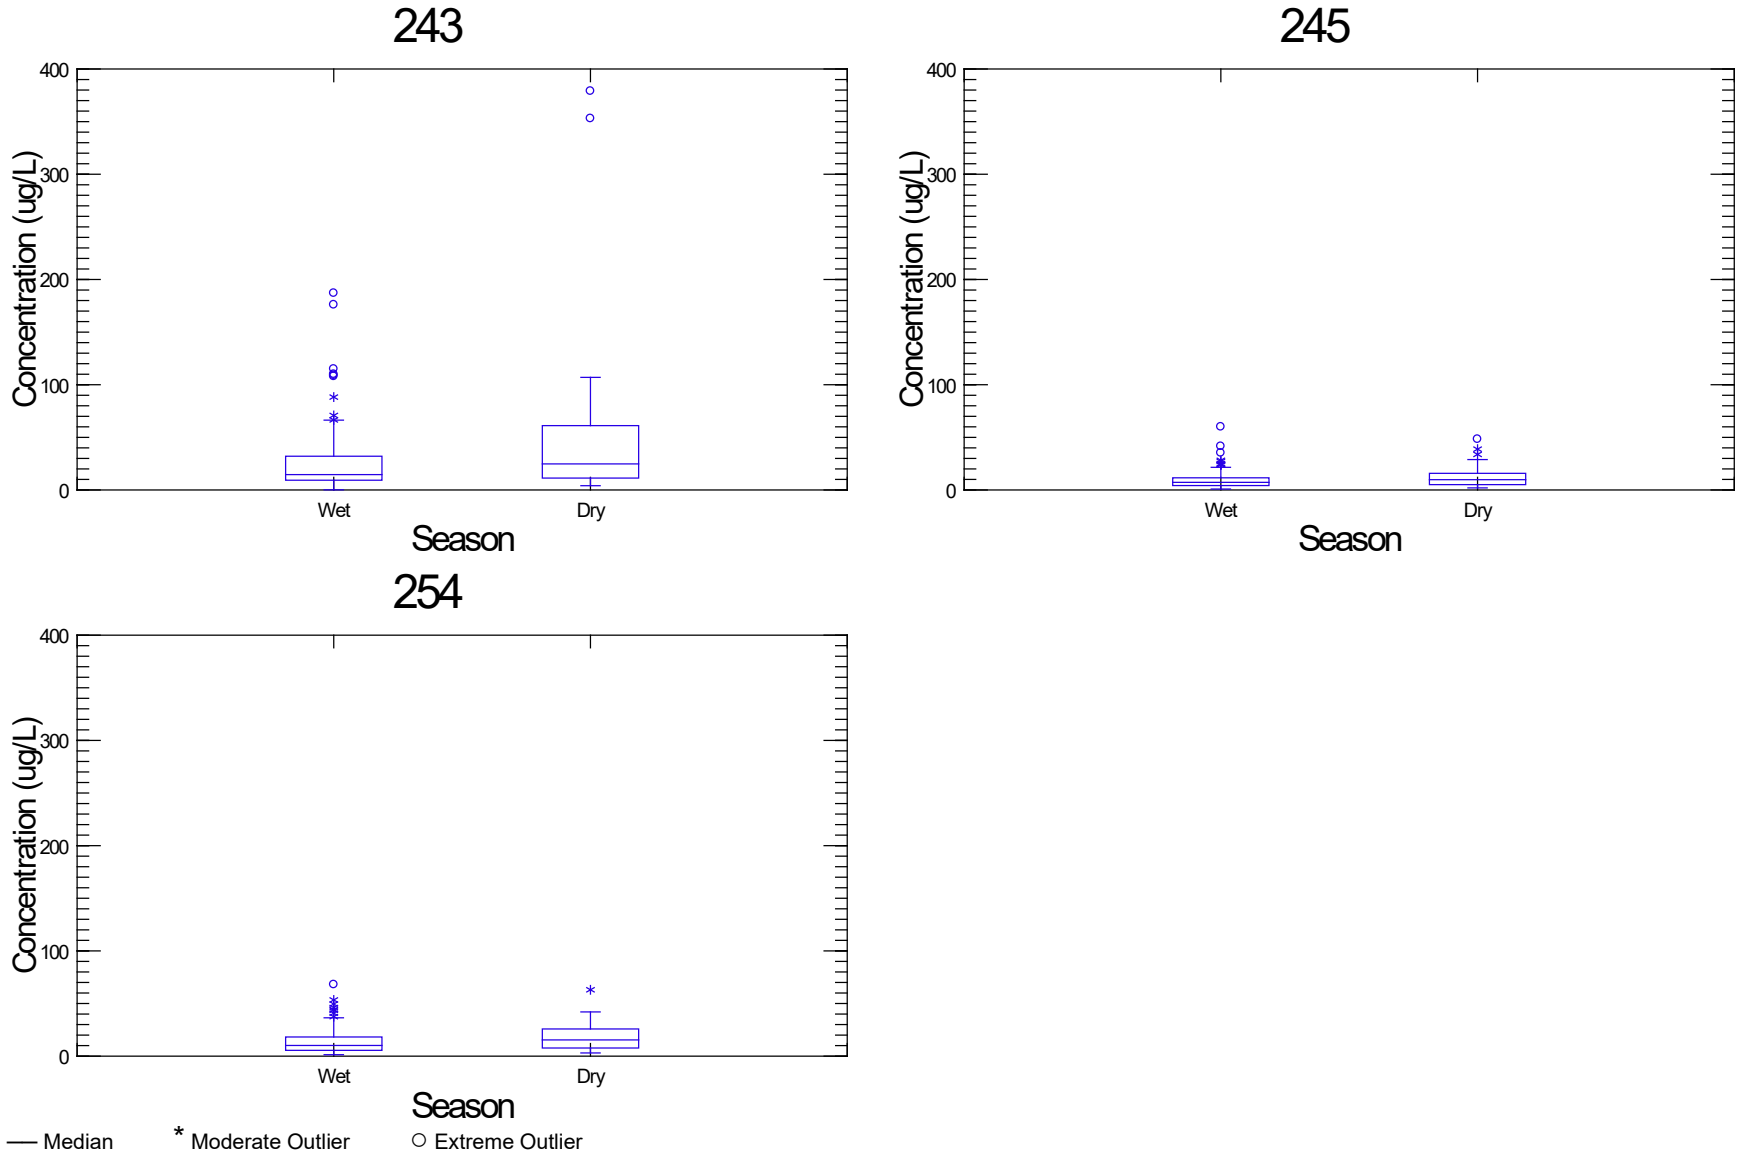 243
400
300
200
100
0
Concentration (ug/L)
Wet Dry
Season
245
400
300
200
100
0
Concentration (ug/L)
Wet Dry
Season
254
400
300
200
100
0
Concentration (ug/L)
Wet Dry
Season
— Median * Moderate Outlier ○ Extreme Outlier